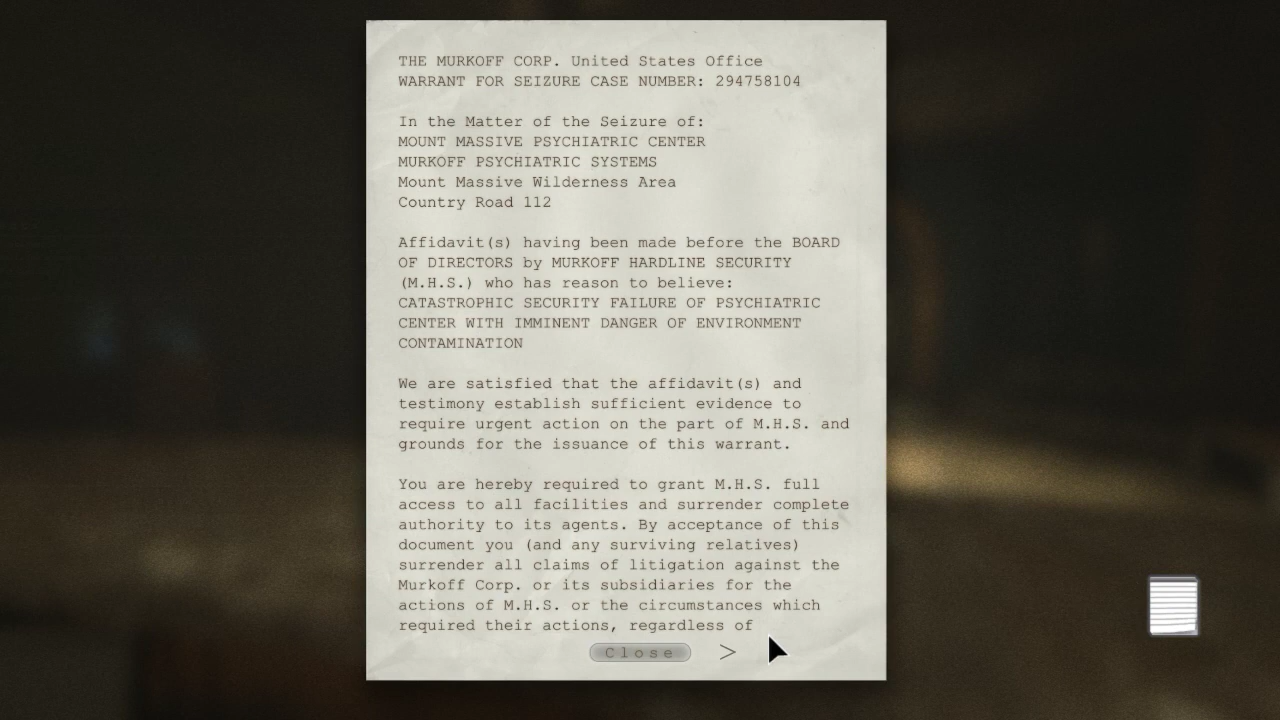 THE MURKOFF CORP. United States Office
WARRANT FOR SEIZURE CASE NUMBER: 294758104
In the Matter of the Seizure of:
MOUNT MASSIVE PSYCHIATRIC CENTER
MURKOFF PSYCHIATRIC SYSTEMS
Mount Massive Wilderness Area
Country Road 112
Affidavit(s) having been made before the BOARD
OF DIRECTORS by MURKOFF HARDLINE SECURITY
(M.H.S.) who has reason to believe:
CATASTROPHIC SECURITY FAILURE OF PSYCHIATRIC
CENTER WITH IMMINENT DANGER OF ENVIRONMENT
CONTAMINATION
We are satisfied that the affidavit(s) and
testimony establish sufficient evidence to
require urgent action on the part of M.H.S. and
grounds for the issuance of this warrant.
You are hereby required to grant M.H.S. full
access to all facilities and surrender complete
authority to its agents. By acceptance of this
document you (and any surviving relatives)
surrender all claims of litigation against the
Murkoff Corp. or its subsidiaries for the
actions of M.H.S. or the circumstances which
required their actions, regardless of
Close >